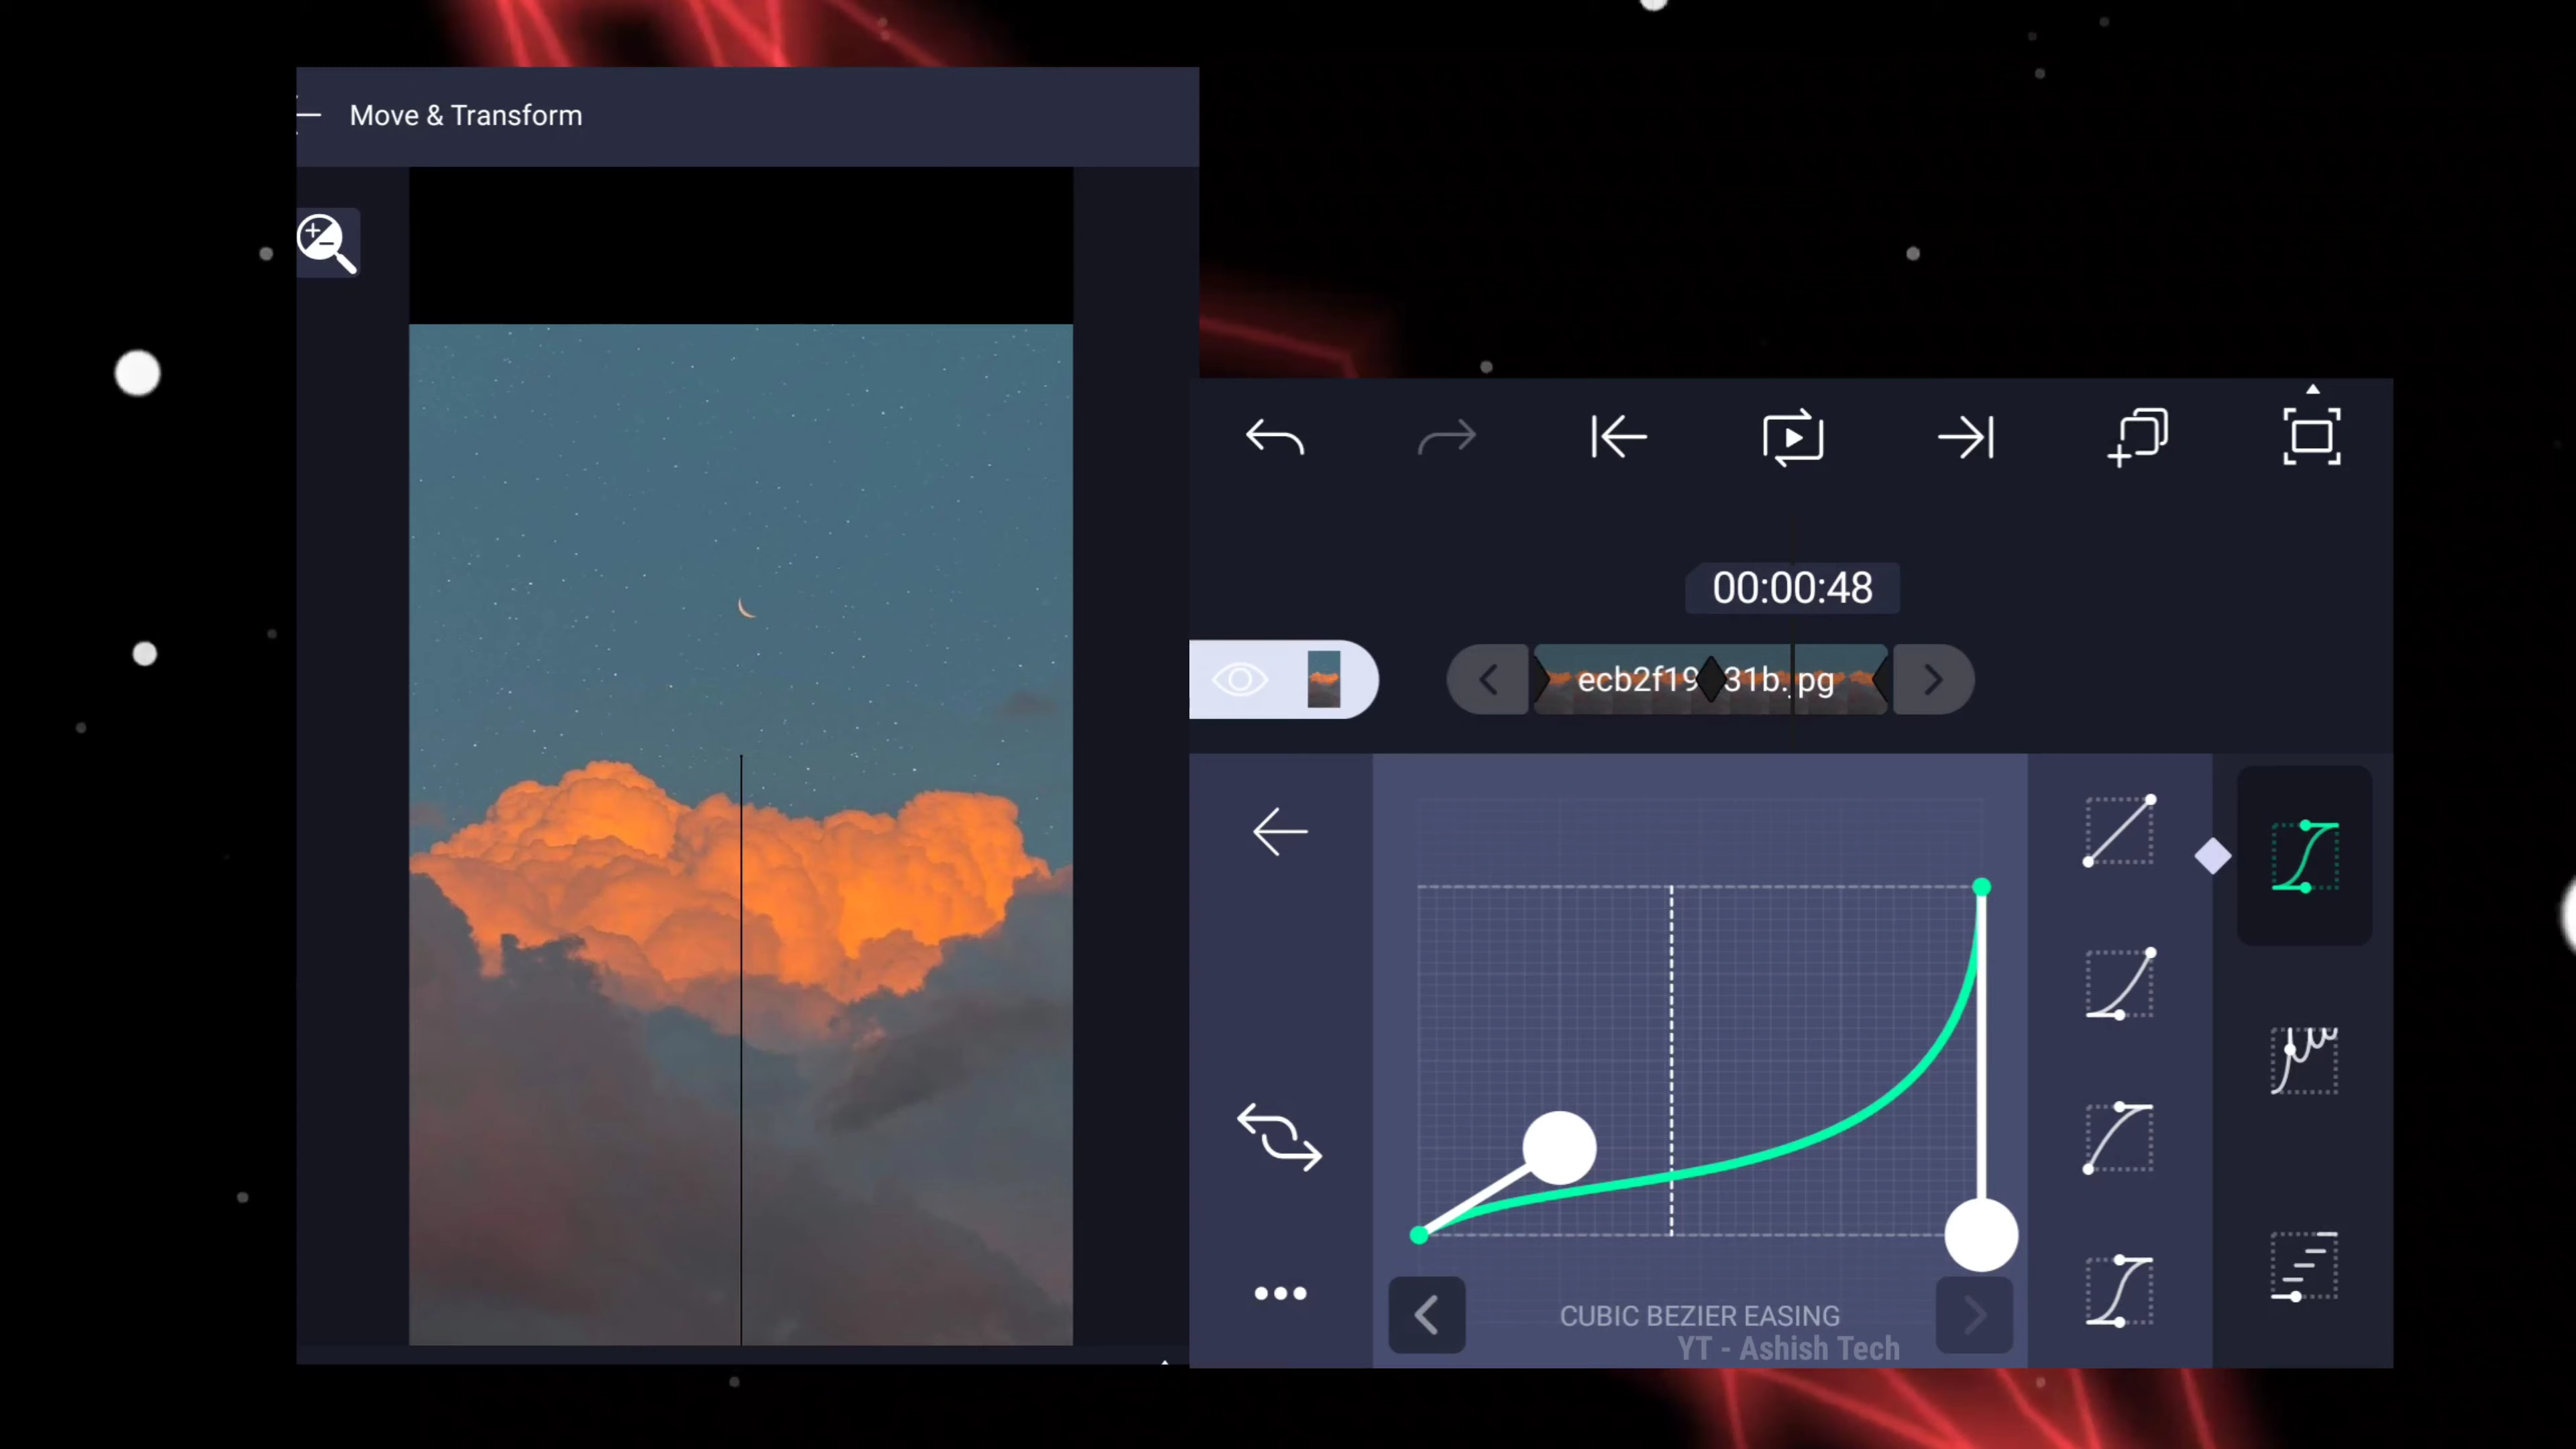 Move & Transform
00:00:48
ecb2f19 31b. pg
CUBIC BEZIER EASING
YT - Ashish Tech